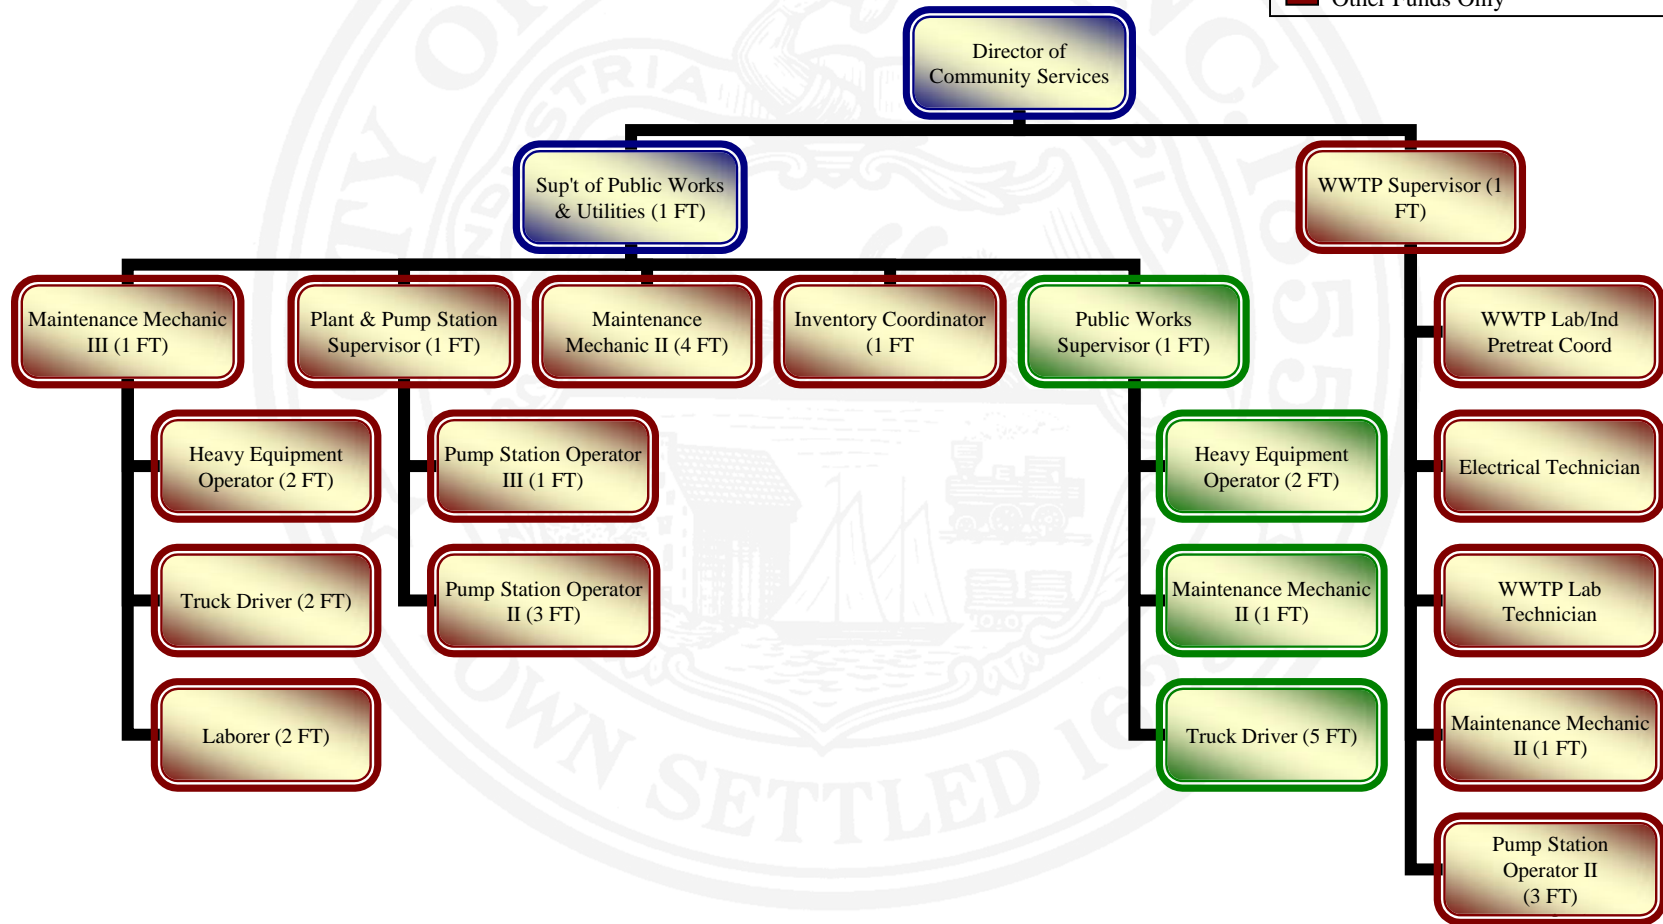 Other Funds Only
Director of
Community Services
Sup't of Public Works
& Utilities (1 FT)
WWTP Supervisor (1
FT)
Maintenance Mechanic
III (1 FT)
Plant & Pump Station
Supervisor (1 FT)
Maintenance
Mechanic II (4 FT)
Inventory Coordinator
(1 FT
Public Works
Supervisor (1 FT)
WWTP Lab/Ind
Pretreat Coord
Heavy Equipment
Operator (2 FT)
Pump Station Operator
III (1 FT)
Heavy Equipment
Operator (2 FT)
Electrical Technician
Truck Driver (2 FT)
Pump Station Operator
II (3 FT)
Maintenance Mechanic
II (1 FT)
WWTP Lab
Technician
Laborer (2 FT)
Truck Driver (5 FT)
Maintenance Mechanic
II (1 FT)
Pump Station
Operator II
(3 FT)
OWN SETTLED 16